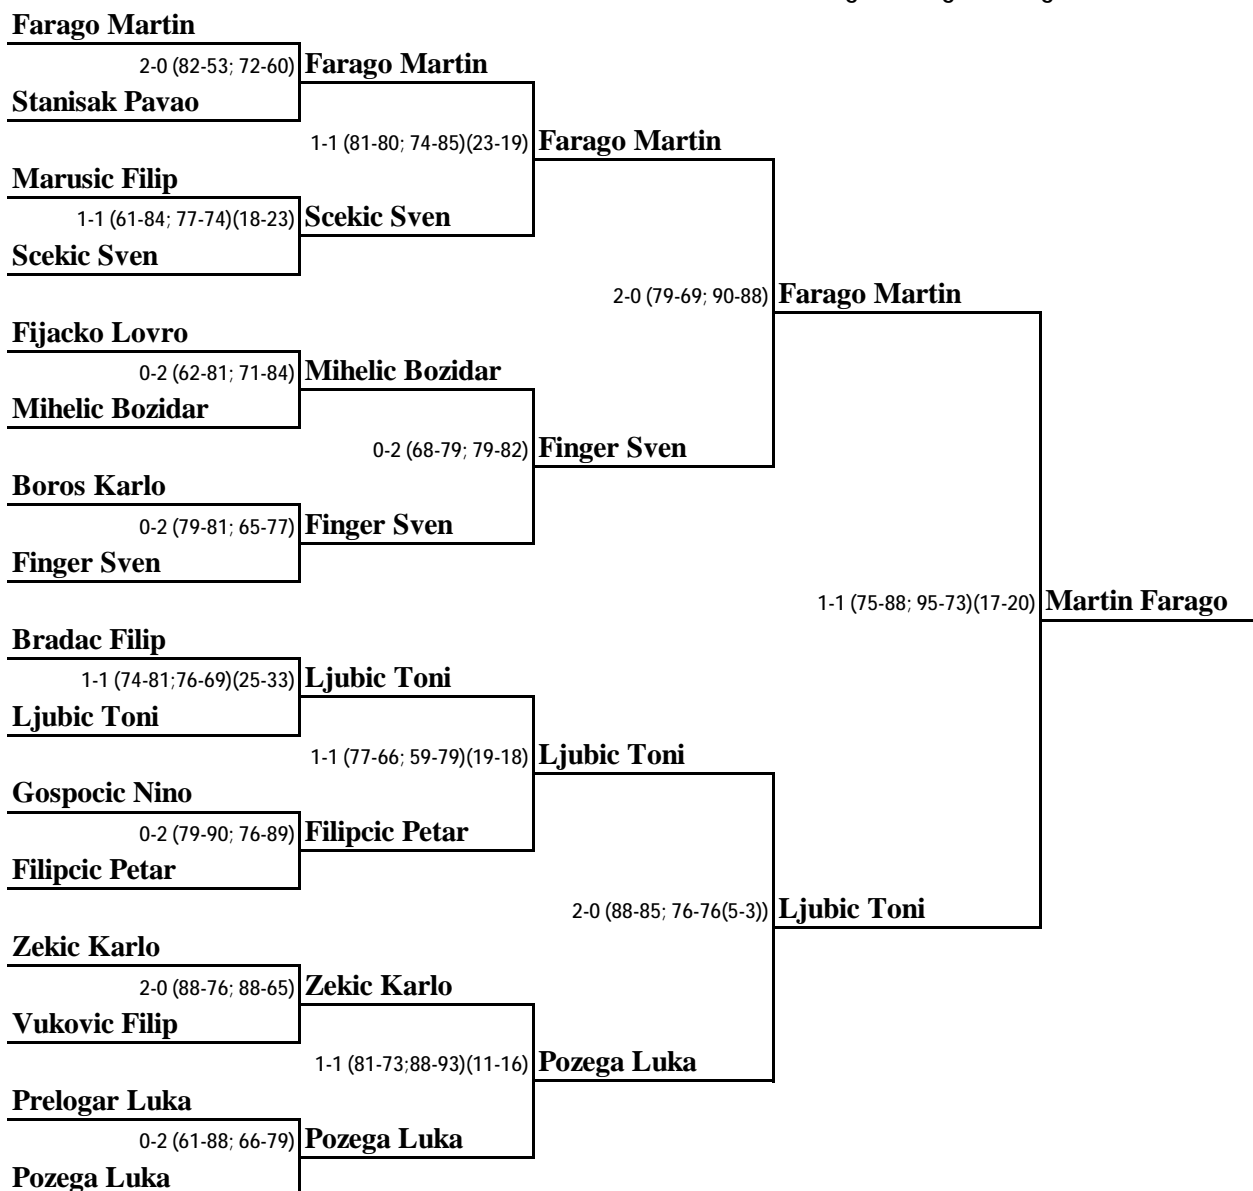 Farago Martin
2-0 (82-53; 72-60) Farago Martin
Stanisak Pavao
1-1 (81-80; 74-85)(23-19) Farago Martin
Marusic Filip
1-1 (61-84; 77-74)(18-23) Scekic Sven
Scekic Sven
2-0 (79-69; 90-88) Farago Martin
Fijacko Lovro
0-2 (62-81; 71-84) Mihelic Bozidar
Mihelic Bozidar
0-2 (68-79; 79-82) Finger Sven
Boros Karlo
0-2 (79-81; 65-77) Finger Sven
Finger Sven
1-1 (75-88; 95-73)(17-20) Martin Farago
Bradac Filip
1-1 (74-81;76-69)(25-33) Ljubic Toni
Ljubic Toni
1-1 (77-66; 59-79)(19-18) Ljubic Toni
Gospocic Nino
0-2 (79-90; 76-89) Filipcic Petar
Filipcic Petar
2-0 (88-85; 76-76(5-3)) Ljubic Toni
Zekic Karlo
2-0 (88-76; 88-65) Zekic Karlo
Vukovic Filip
1-1 (81-73;88-93)(11-16) Pozega Luka
Prelogar Luka
0-2 (61-88; 66-79) Pozega Luka
Pozega Luka